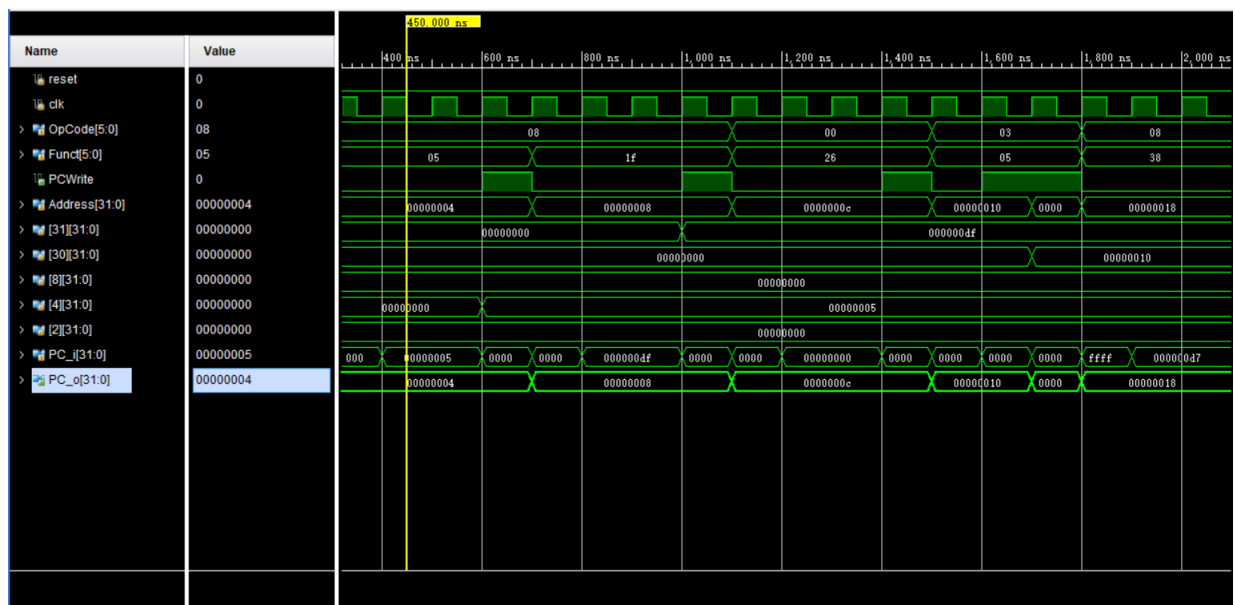 450.000 ns
Name Value
400 ns 600 ns 800 ns 1,000 ns 1,200 ns 1,400 ns 1,600 ns 1,800 ns 2,000 ns
reset 0
clk 0
OpCode[5:0] 08 08 00 03 08
Funct[5:0] 05 05 1f 26 05 38
PCWrite 0
Address[31:0] 00000004 00000004 00000008 0000000c 00000010 0000 00000018
[31][31:0] 00000000 00000000 000000df
[30][31:0] 00000000 00000000 00000010
[8][31:0] 00000000 00000000
[4][31:0] 00000000 00000000 00000005
[2][31:0] 00000000 00000000
PC_i[31:0] 00000005 000 00000005 0000 0000 000000df 0000 0000 00000000 0000 0000 0000 0000 ffff 000000d7
PC_o[31:0] 00000004 00000004 00000008 0000000c 00000010 0000 00000018